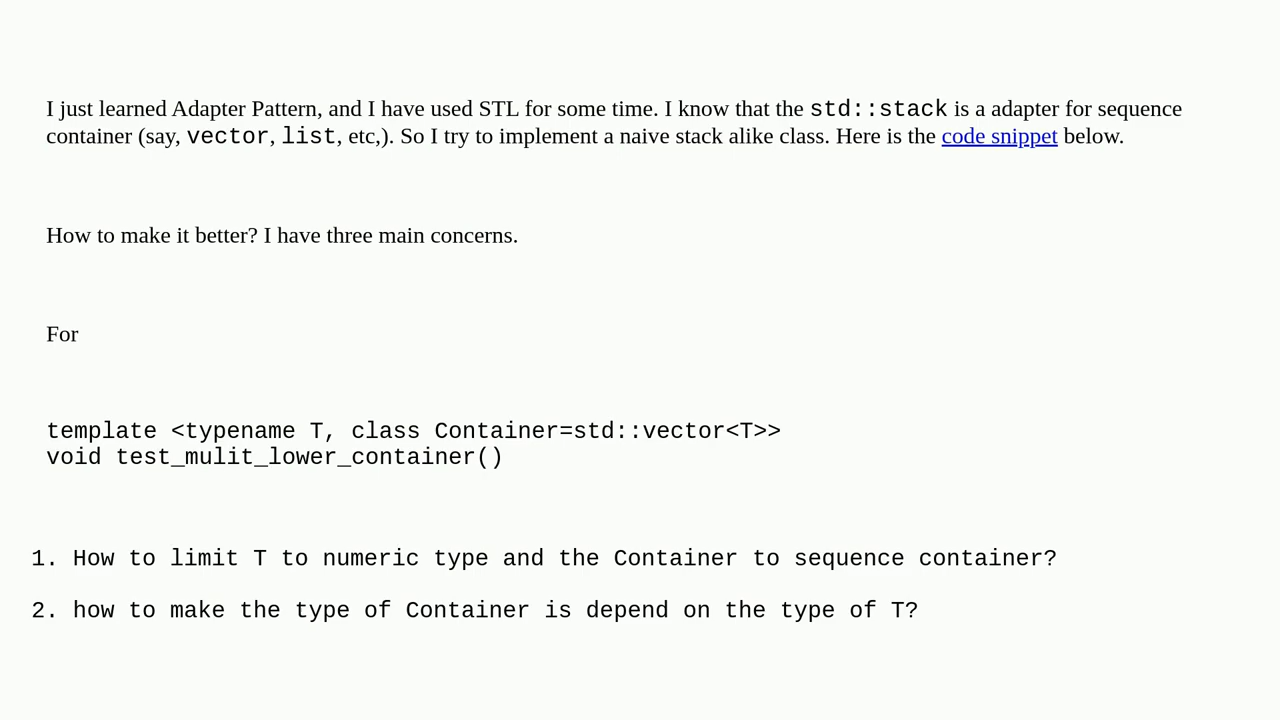 I just learned Adapter Pattern, and I have used STL for some time. I know that the std::stack is a adapter for sequence
container (say, vector, list, etc,). So I try to implement a naive stack alike class. Here is the code snippet below.
How to make it better? I have three main concerns.
For
template <typename T, class Container=std::vector<T>>
void test_mulit_lower_container()
1. How to limit T to numeric type and the Container to sequence container?
2. how to make the type of Container is depend on the type of T?